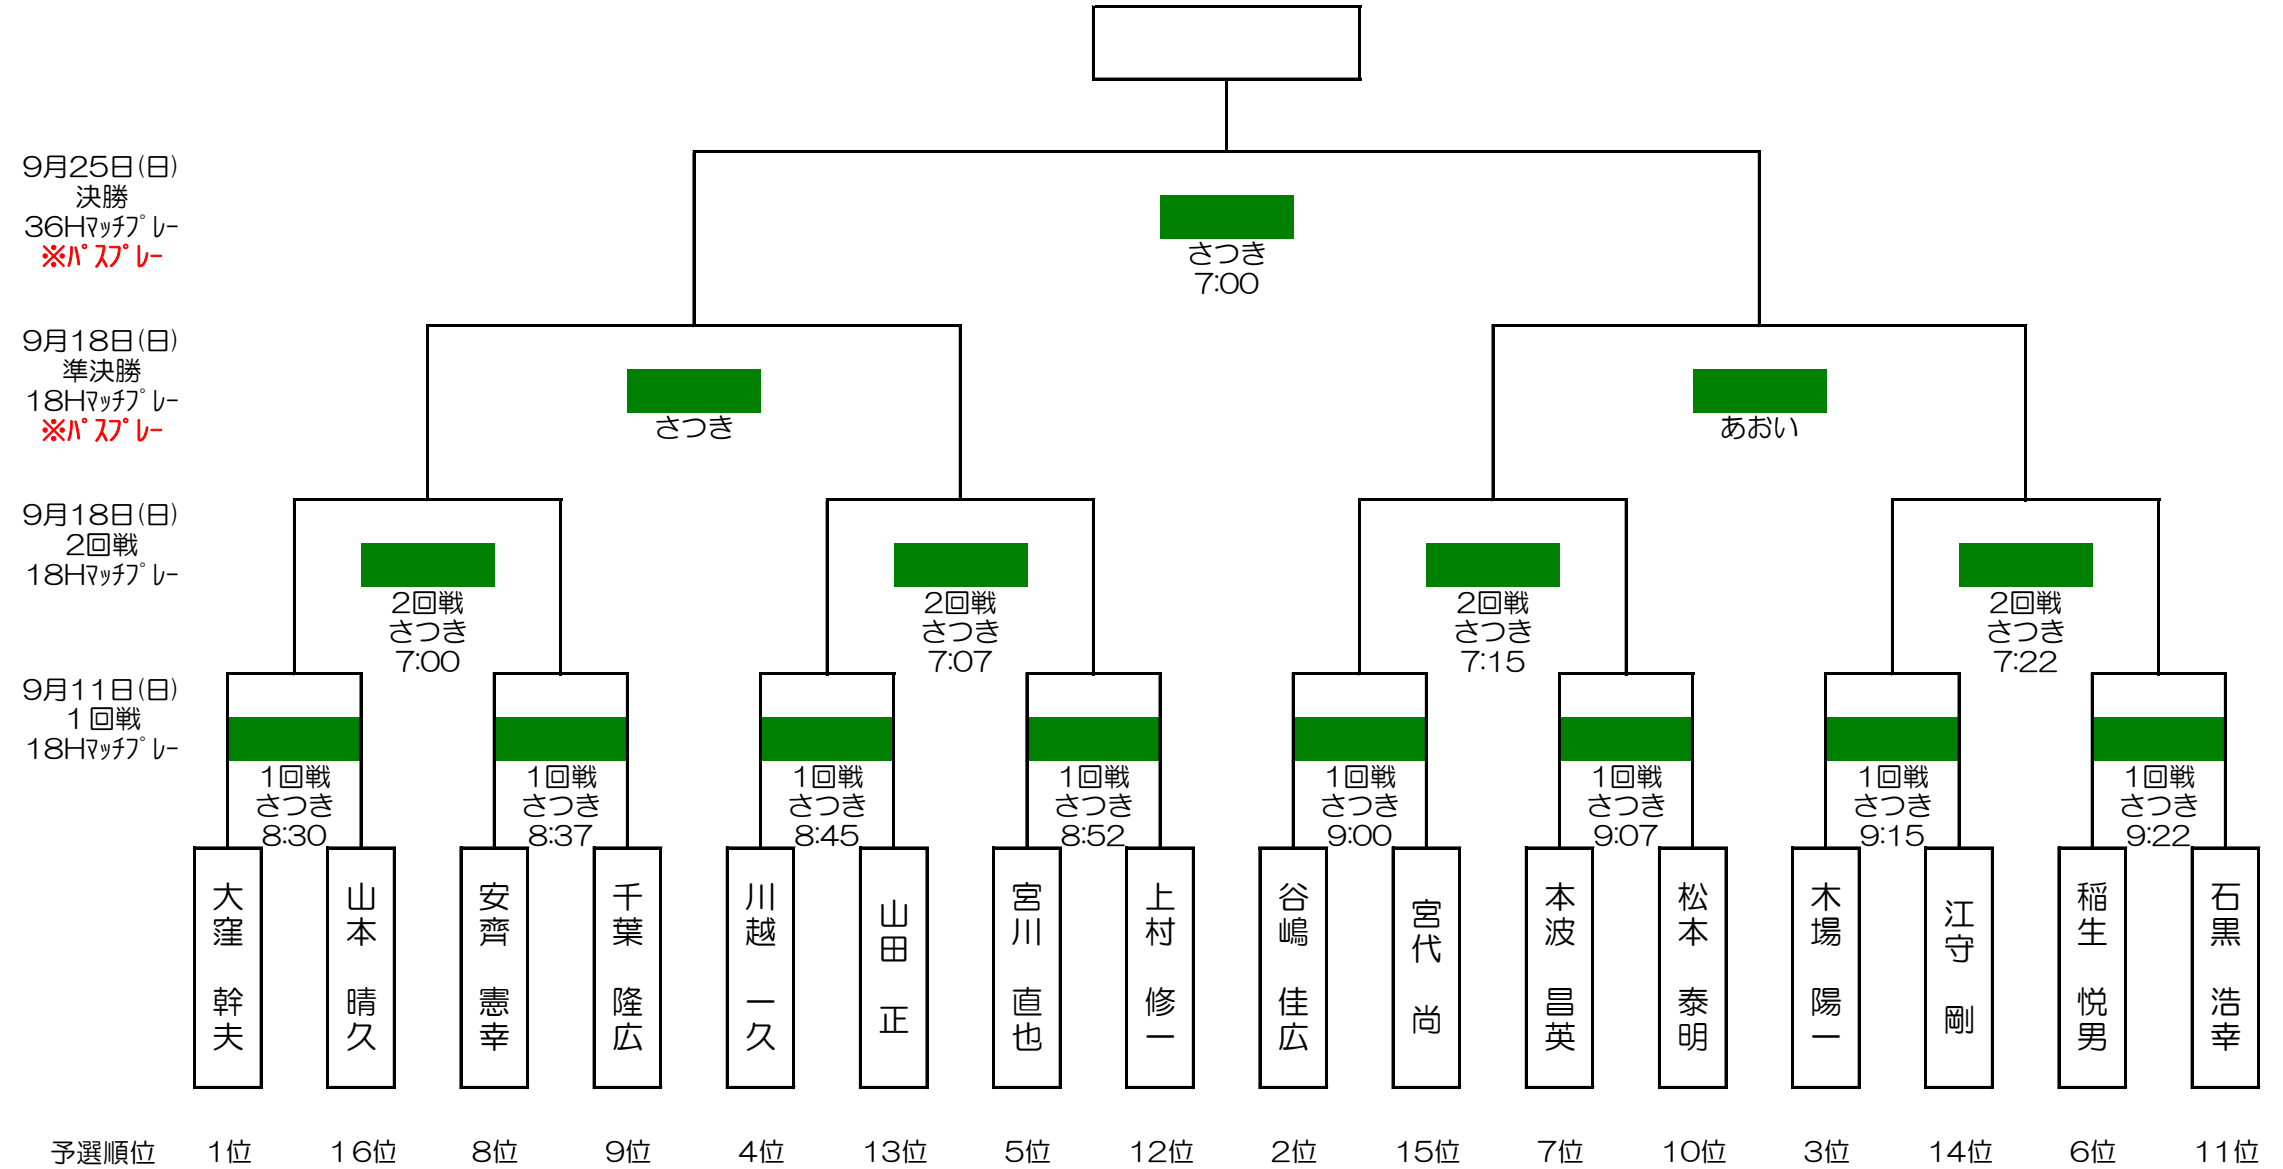 9月25日(日)
決勝
36Hﾏｯﾁﾌﾟﾚｰ
※ﾊﾟｽﾌﾟﾚｰ
さつき
7:00
9月18日(日)
準決勝
18Hﾏｯﾁﾌﾟﾚｰ
※ﾊﾟｽﾌﾟﾚｰ
さつき
あおい
9月18日(日)
2回戦
18Hﾏｯﾁﾌﾟﾚｰ
2回戦
さつき
7:00
2回戦
さつき
7:07
2回戦
さつき
7:15
2回戦
さつき
7:22
9月11日(日)
1回戦
18Hﾏｯﾁﾌﾟﾚｰ
1回戦
さつき
8:30
1回戦
さつき
8:37
1回戦
さつき
8:45
1回戦
さつき
8:52
1回戦
さつき
9:00
1回戦
さつき
9:07
1回戦
さつき
9:15
1回戦
さつき
9:22
大窪 幹夫
山本 晴久
安齊 憲幸
千葉 隆広
川越 一久
山田 正
宮川 直也
上村 修一
谷嶋 佳広
宮代 尚
本波 昌英
松本 泰明
木場 陽一
江守 剛
稲生 悦男
石黒 浩幸
予選順位 1位 16位 8位 9位 4位 13位 5位 12位 2位 15位 7位 10位 3位 14位 6位 11位